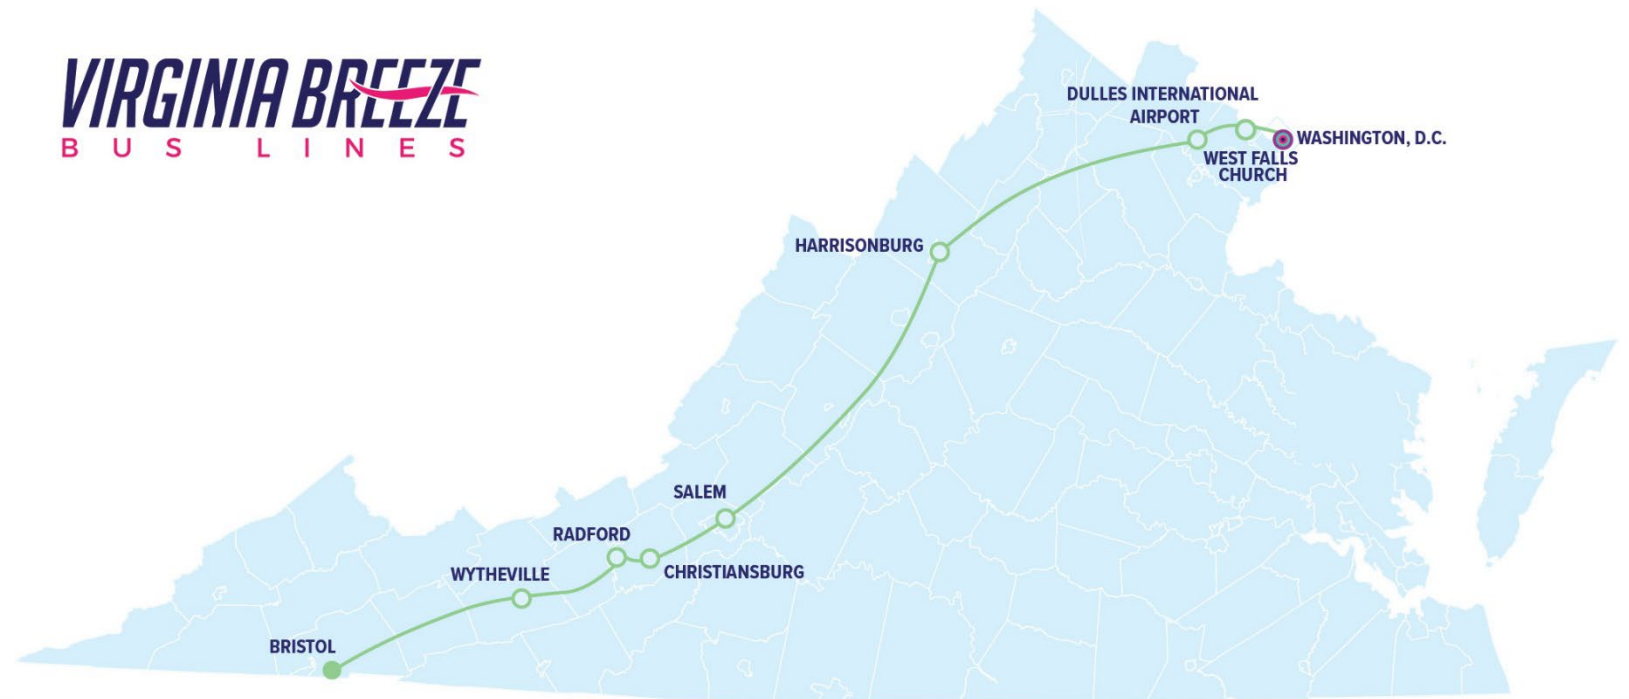 VIRGINIA BREEZE
BUS LINES
DULLES INTERNATIONAL
AIRPORT
WASHINGTON, D.C.
WEST FALLS
CHURCH
HARRISONBURG
SALEM
RADFORD
CHRISTIANSBURG
WYTHEVILLE
BRISTOL